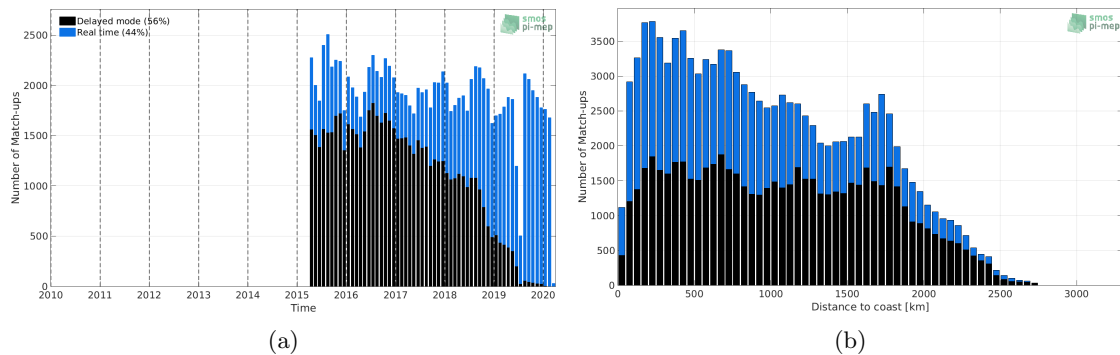 Delayed mode (56%)
Real time (44%)
smos
pi-mep
Number of Match-ups
2500
2000
1500
1000
500
0
2010 2011 2012 2013 2014 2015 2016 2017 2018 2019 2020
Time
(a)
smos
pi-mep
Number of Match-ups
3500
3000
2500
2000
1500
1000
500
0
0 500 1000 1500 2000 2500 3000
Distance to coast [km]
(b)